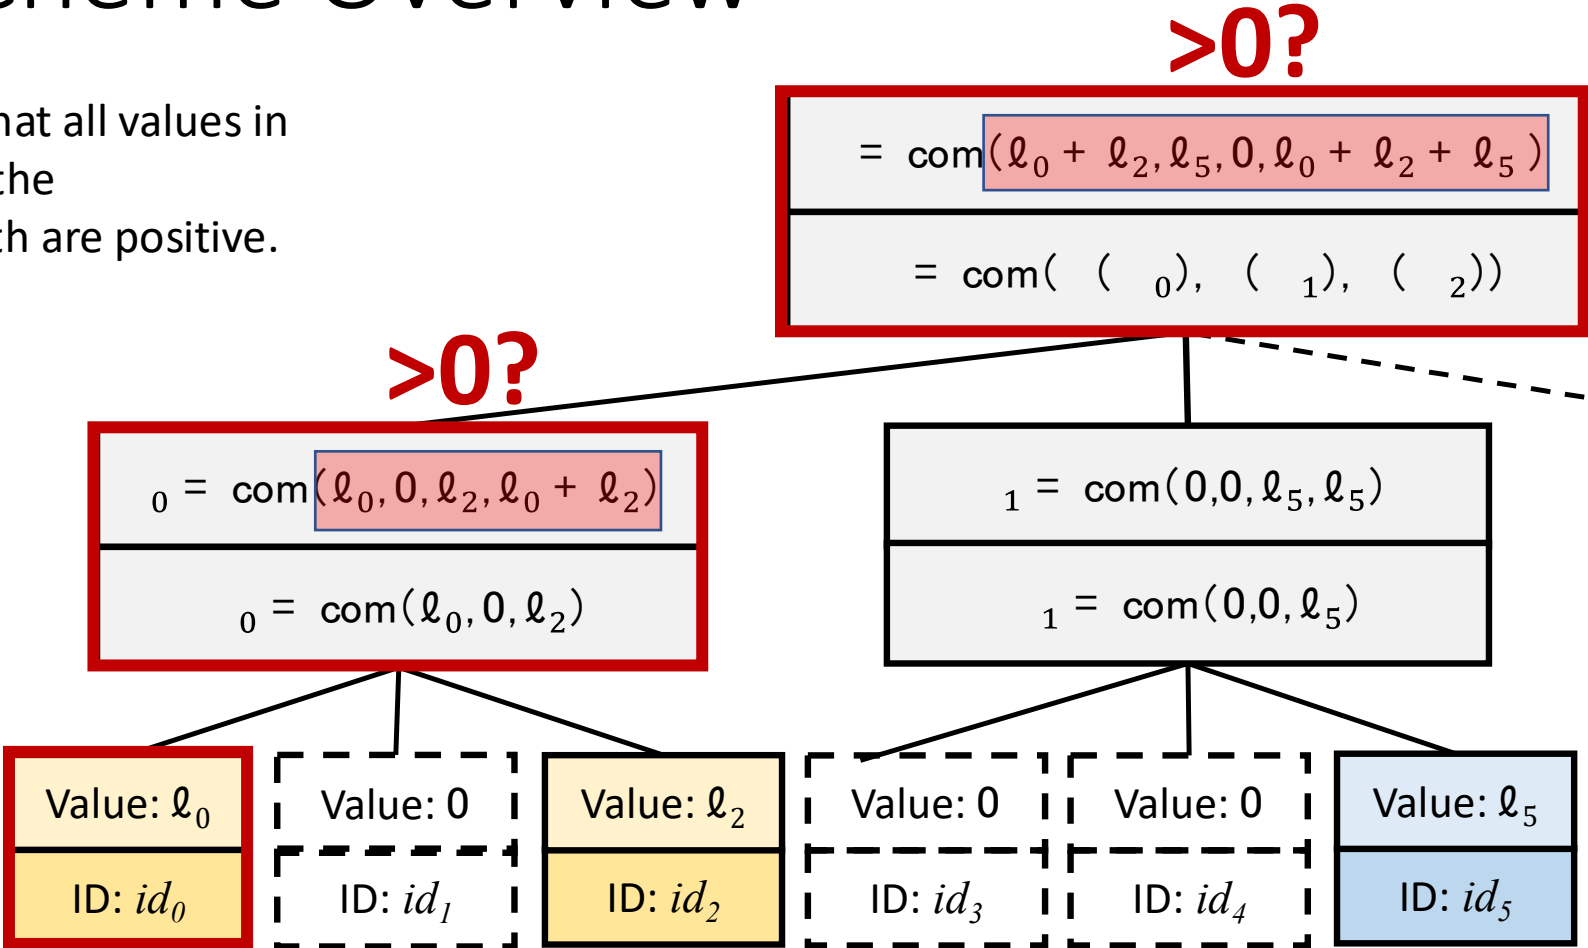 Overview
>0?
all values in
the
are positive.
= com(ℓ₀ + ℓ₂,ℓ₅,0,ℓ₀ + ℓ₂ + ℓ₅ )
= com( ( ₀), ( ₁), ( ₂))
>0?
₀ = com(ℓ₀,0,ℓ₂,ℓ₀ + ℓ₂)
₁ = com(0,0,ℓ₅,ℓ₅)
₀ = com(ℓ₀,0,ℓ₂)
₁ = com(0,0,ℓ₅)
Value: ℓ₀
Value: 0
Value: ℓ₂
Value: 0
Value: 0
Value: ℓ₅
ID: id₀
ID: id₁
ID: id₂
ID: id₃
ID: id₄
ID: id₅